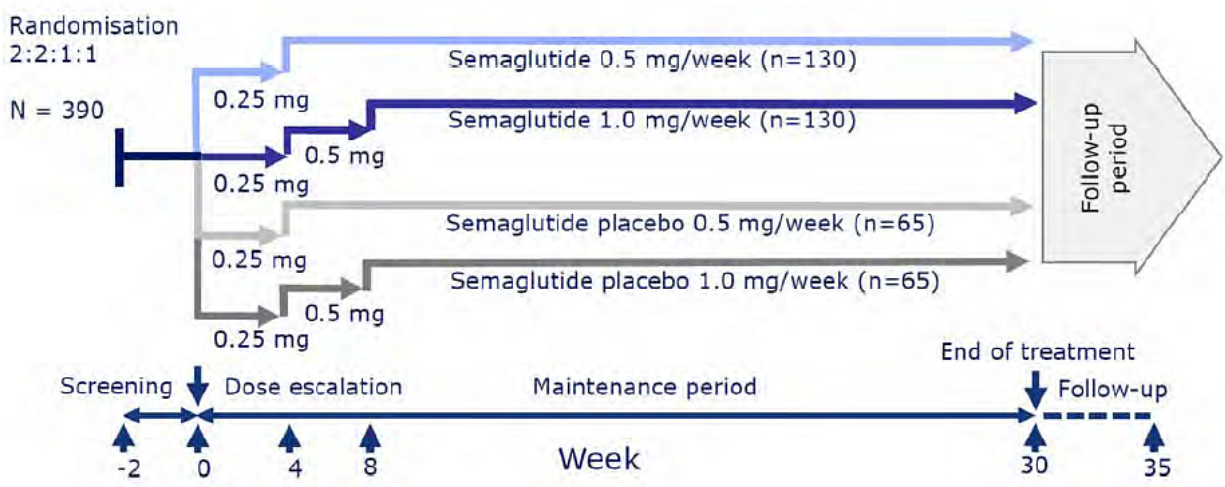 Randomisation
2:2:1:1
N = 390
0.25 mg
Semaglutide 0.5 mg/week (n=130)
0.25 mg
0.5 mg
Semaglutide 1.0 mg/week (n=130)
0.25 mg
Semaglutide placebo 0.5 mg/week (n=65)
0.25 mg
0.5 mg
Semaglutide placebo 1.0 mg/week (n=65)
Follow-up
period
End of treatment
Screening
Dose escalation
Maintenance period
Follow-up
-2
0
4
8
Week
30
35